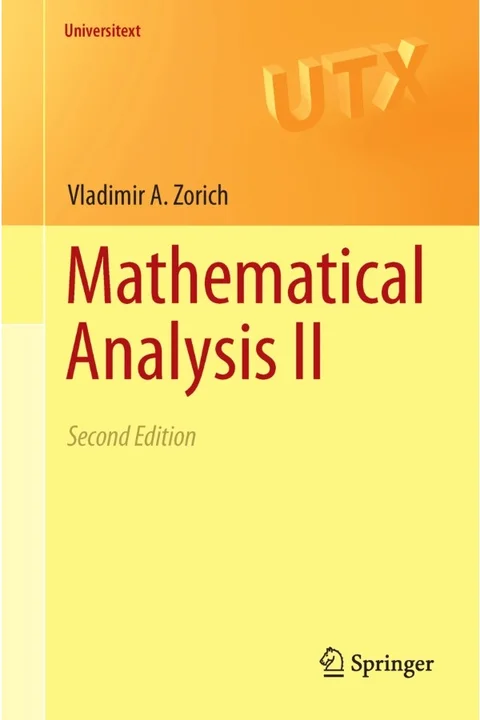 Universitext
UTX
Vladimir A. Zorich
Mathematical
Analysis II
Second Edition
Springer